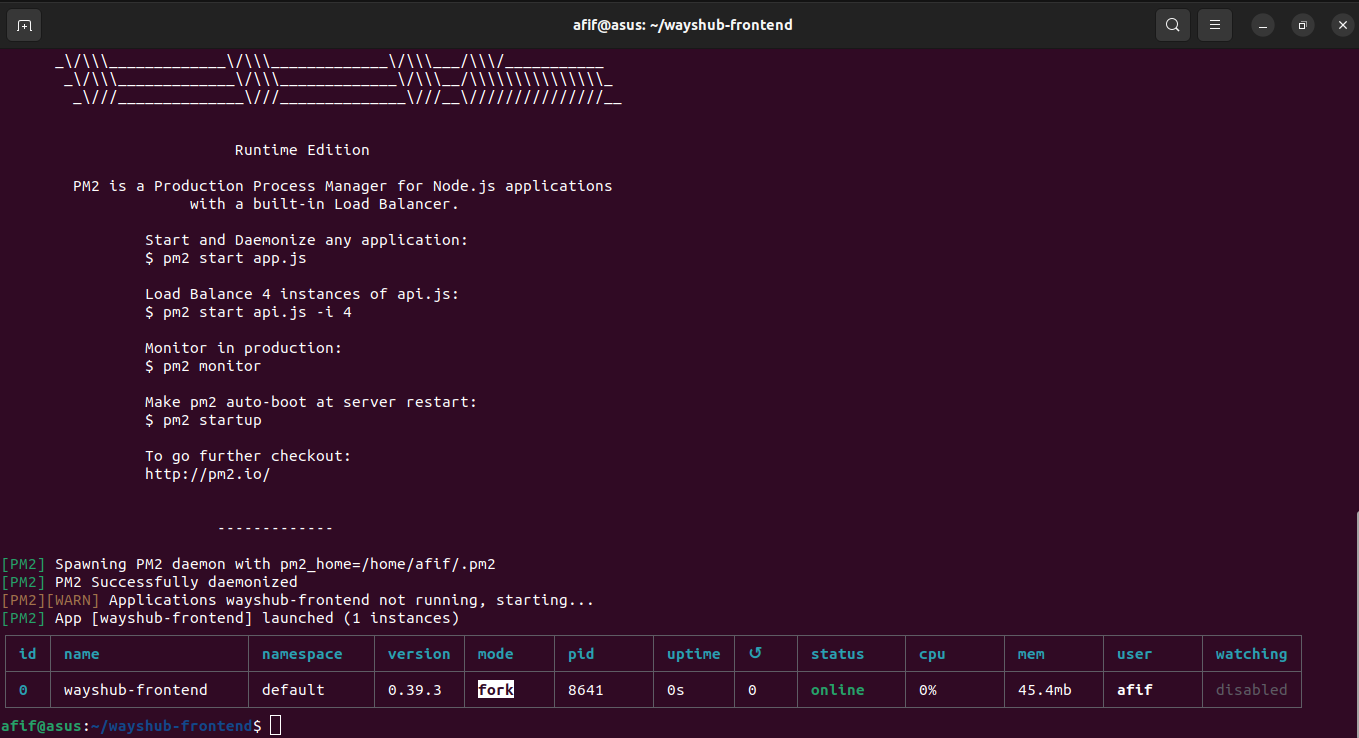 afif@asus: ~/wayshub-frontend
_\/\\\_____________\/\\\_____________\/\\\___/\\\/___________
_\/\\\_____________\/\\\_____________\/\\\__/\\\\\\\\\\\\\\\_
_\///______________\///______________\///__\///////////////__
Runtime Edition
PM2 is a Production Process Manager for Node.js applications
with a built-in Load Balancer.
Start and Daemonize any application:
$ pm2 start app.js
Load Balance 4 instances of api.js:
$ pm2 start api.js -i 4
Monitor in production:
$ pm2 monitor
Make pm2 auto-boot at server restart:
$ pm2 startup
To go further checkout:
http://pm2.io/
-------------
[PM2] Spawning PM2 daemon with pm2_home=/home/afif/.pm2
[PM2] PM2 Successfully daemonized
[PM2][WARN] Applications wayshub-frontend not running, starting...
[PM2] App [wayshub-frontend] launched (1 instances)
id name namespace version mode pid uptime ↺ status cpu mem user watching
0 wayshub-frontend default 0.39.3 fork 8641 0s 0 online 0% 45.4mb afif disabled
afif@asus:~/wayshub-frontend$